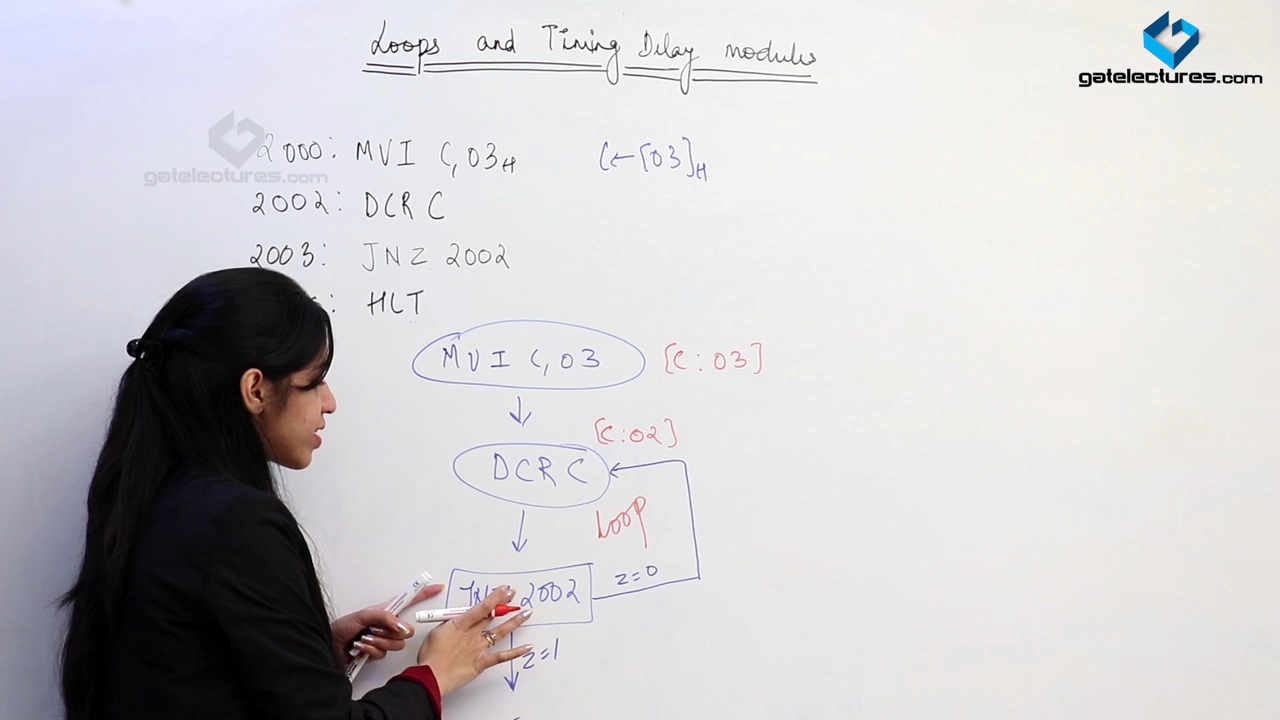 Loops and Timing Delay modules
gatelectures.com
2000: MVI C,03H C←[03]H
gatelectures.com
2002: DCR C
2003: JNZ 2002
: HLT
MVI C,03 [C:03]
[C:02]
DCR C
Loop
2002 z=0
z=1